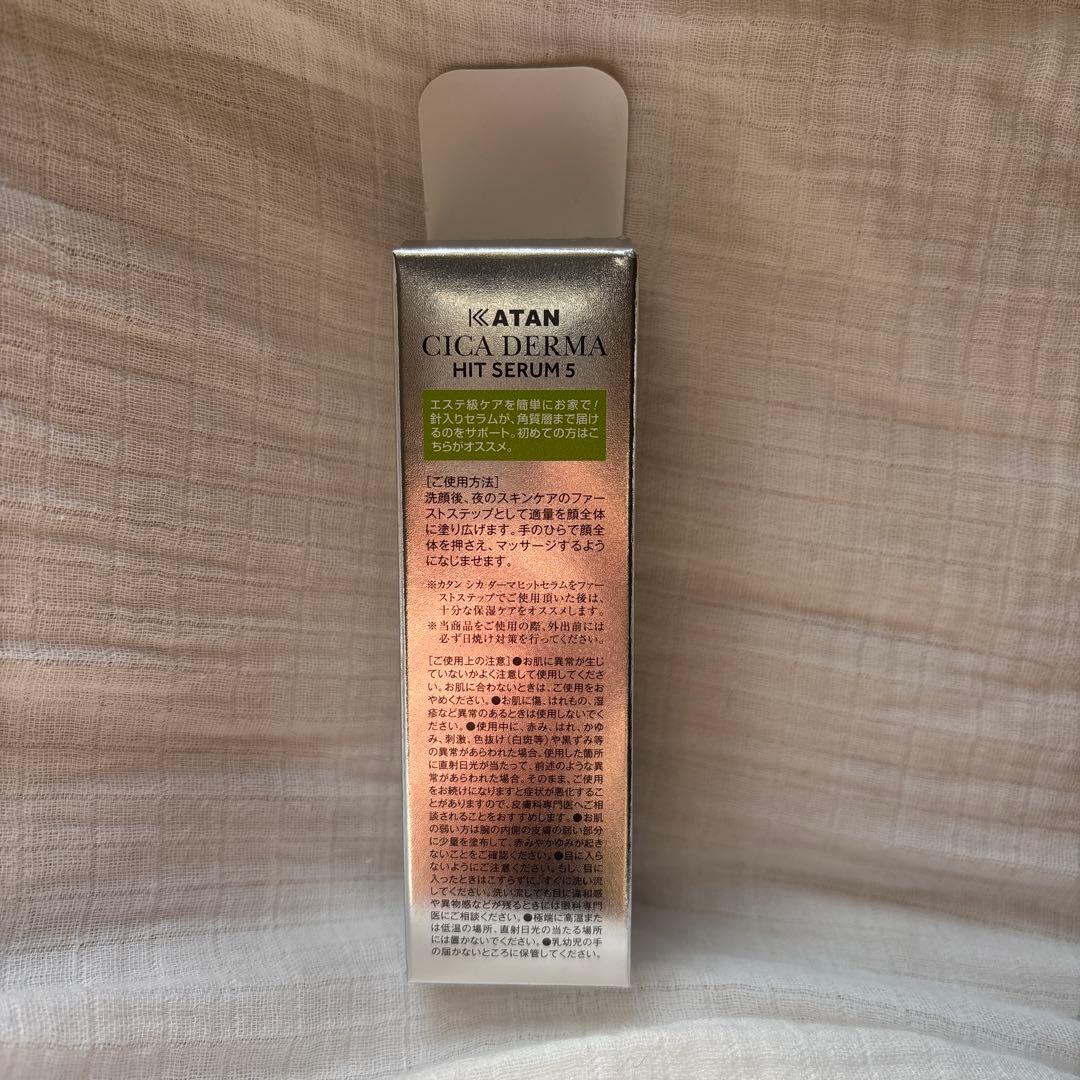 KATAN
CICA DERMA
HIT SERUM 5
エステ級ケアを簡単にお家で!
針入りセラムが、角質層まで届け
るのをサポート。初めての方はこ
ちらがオススメ。
[ご使用方法]
洗顔後、夜のスキンケアのファー
ストステップとして適量を顔全体
に塗り広げます。手のひらで顔全
体を押さえ、マッサージするよう
になじませます。
※カタン シカ ダーマヒットセラムをファー
ストステップでご使用頂いた後は、
十分な保湿ケアをオススメします。
※当商品をご使用の際、外出前には
必ず日焼け対策を行ってください。
[ご使用上の注意]●お肌に異常が生じ
ていないかよく注意して使用してくださ
い。お肌に合わないときは、ご使用をお
やめください。●お肌に傷、はれもの、湿
疹など異常のあるときは使用しないでく
ださい。●使用中に、赤み、はれ、かゆ
み、刺激、色抜け(白斑等)や黒ずみ等
の異常があらわれた場合。使用した箇所
に直射日光が当たって、前述のような異
常があらわれた場合。そのまま、ご使用
をお続けになりますと症状が悪化するこ
とがありますので、皮膚科専門医へご相
談されることをおすすめします。●お肌
の弱い方は腕の内側の皮膚の弱い部分
に少量を塗布して、赤みやかゆみが起き
ないことをご確認ください。●目に入ら
ないようにご注意ください。もし、目に
入ったときはこすらずに、すぐに洗い流
してください。洗い流しても目に違和感
や異物感などが残るときには眼科専門
医にご相談ください。●極端に高温また
は低温の場所、直射日光の当たる場所
には置かないでください。●乳幼児の手
の届かないところに保管してください。